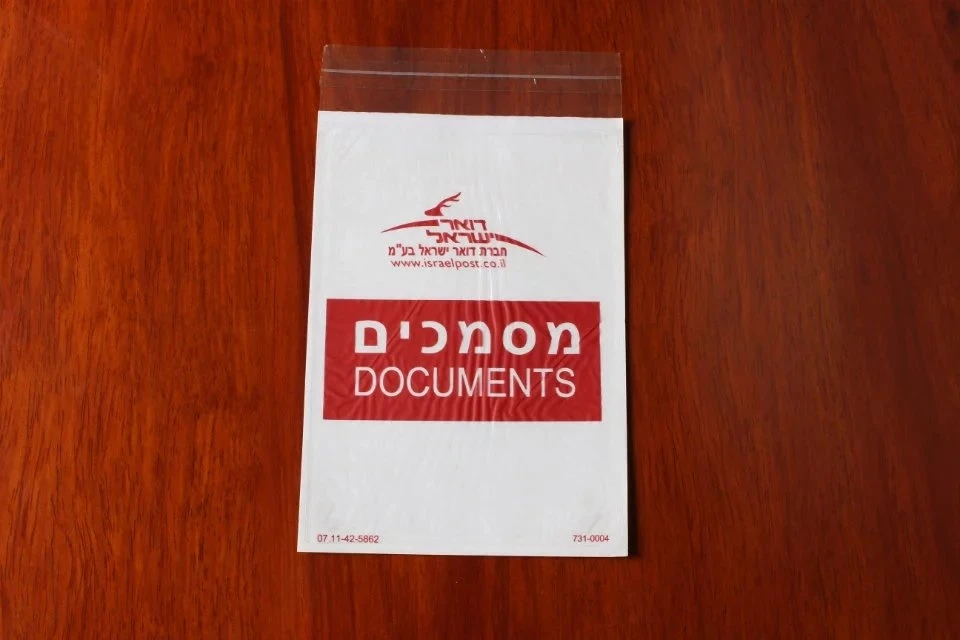 דואר
ישראל
חברת דואר ישראל בע"מ
www.israelpost.co.il
מסמכים
DOCUMENTS
07.11-42-5862
731-0004